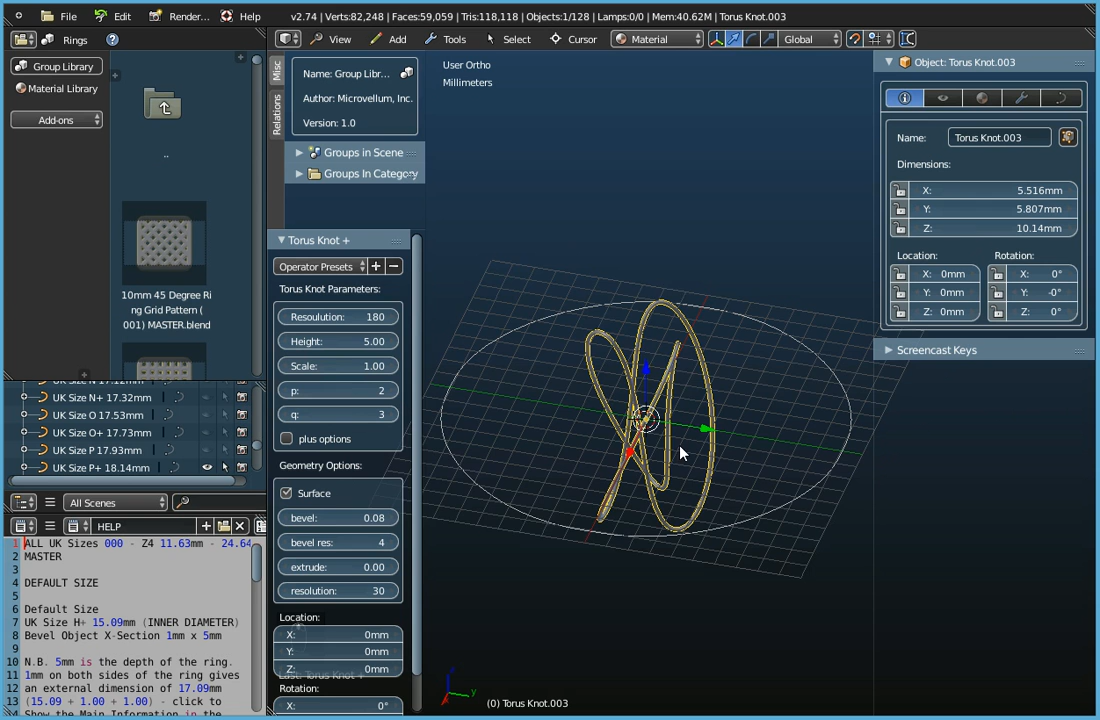 File
Edit
Render...
Help
v2.74 | Verts:82,248 | Faces:59,059 | Tris:118,118 | Objects:1/128 | Lamps:0/0 | Mem:40.62M | Torus Knot.003
Rings
View
Add
Tools
Select
Cursor
Material
Global
Group Library
Material Library
Add-ons
..
10mm 45 Degree Ri
ng Grid Pattern (
001) MASTER.blend
Misc
Relations
Name: Group Libr...
Author: Microvellum, Inc.
Version: 1.0
Groups in Scene
Groups In Category
User Ortho
Millimeters
Torus Knot +
Operator Presets
Torus Knot Parameters:
Resoulution: 180
Height: 5.00
Scale: 1.00
p: 2
q: 3
plus options
Geometry Options:
Surface
bevel: 0.08
bevel res: 4
extrude: 0.00
resolution: 30
Location:
X: 0mm
Y: 0mm
Z: 0mm
Rotation:
X: 0°
Object: Torus Knot.003
Name: Torus Knot.003
Dimensions:
X: 5.516mm
Y: 5.807mm
Z: 10.14mm
Location: Rotation:
X: 0mm X: 0°
Y: 0mm Y: -0°
Z: 0mm Z: 0°
Screencast Keys
UK Size N 17.12mm
UK Size N+ 17.32mm
UK Size O 17.53mm
UK Size O+ 17.73mm
UK Size P 17.93mm
UK Size P+ 18.14mm
All Scenes
HELP
1 ALL UK Sizes 000 - Z4 11.63mm - 24.64
2 MASTER
3
4 DEFAULT SIZE
5
6 Default Size
7 UK Size H+ 15.09mm (INNER DIAMETER)
8 Bevel Object X-Section 1mm x 5mm
9
10 N.B. 5mm is the depth of the ring.
11 1mm on both sides of the ring gives
12 an external dimension of 17.09mm
13 (15.09 + 1.00 + 1.00) - click to
14 Show the Main Information in the
z
y
(0) Torus Knot.003